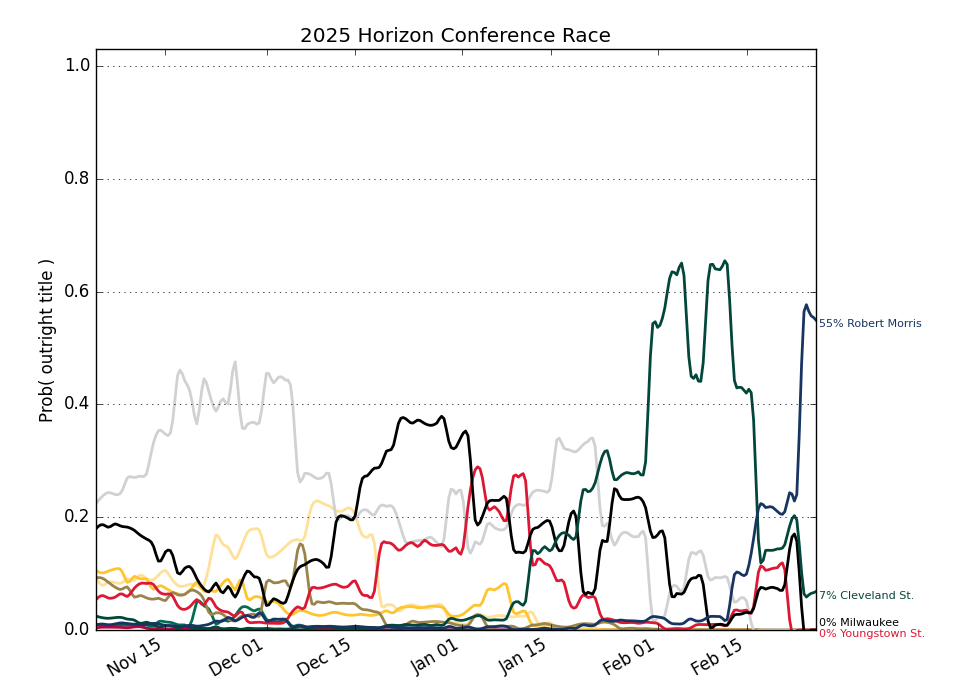 2025 Horizon Conference Race
Prob( outright title )
1.0
0.8
0.6
0.4
0.2
0.0
55% Robert Morris
7% Cleveland St.
0% Milwaukee
0% Youngstown St.
Nov 15
Dec 01
Dec 15
Jan 01
Jan 15
Feb 01
Feb 15